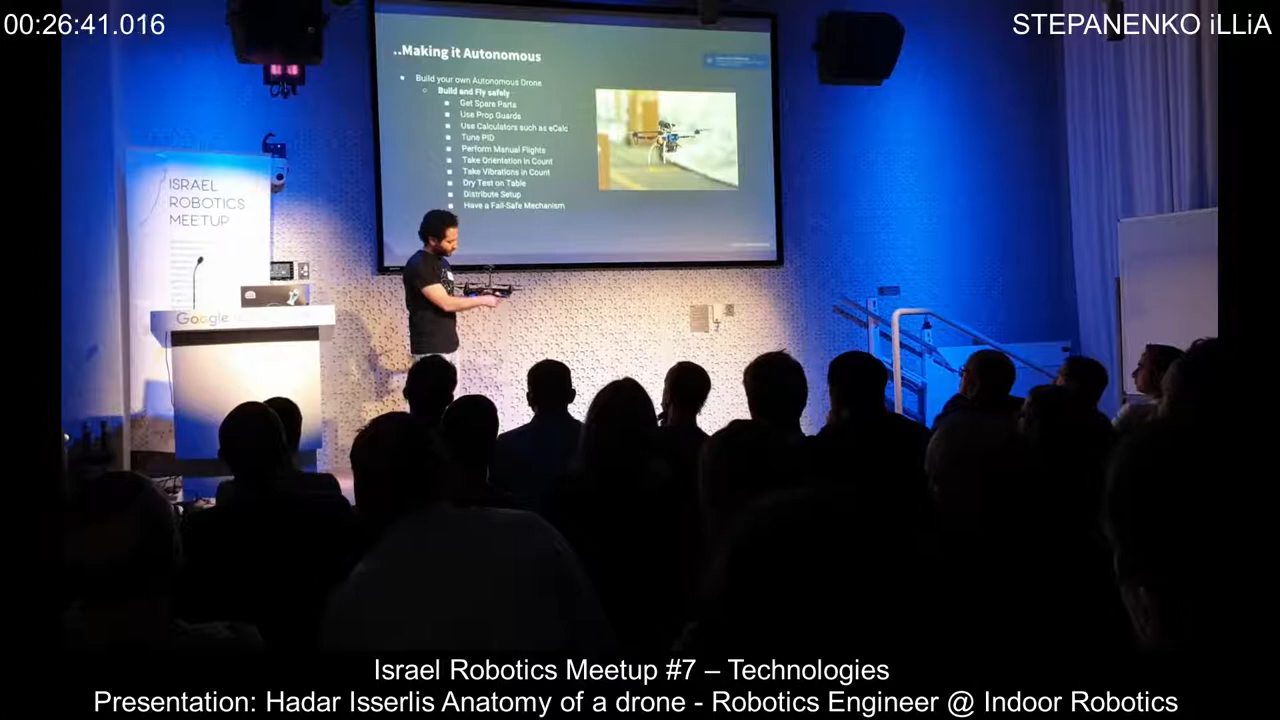 00:26:41.016
STEPANENKO iLLiA
..Making it Autonomous
Build your own Autonomous Drone
Build and Fly safely
Get Spare Parts
Use Prop Guards
Use Calculators such as eCalc
Tune PID
Perform Manual Flights
Take Orientation in Count
Take Vibrations in Count
Dry Test on Table
Distribute Setup
Have a Fail-Safe Mechanism
ISRAEL
ROBOTICS
MEETUP
Google
Israel Robotics Meetup #7 – Technologies
Presentation: Hadar Isserlis Anatomy of a drone - Robotics Engineer @ Indoor Robotics